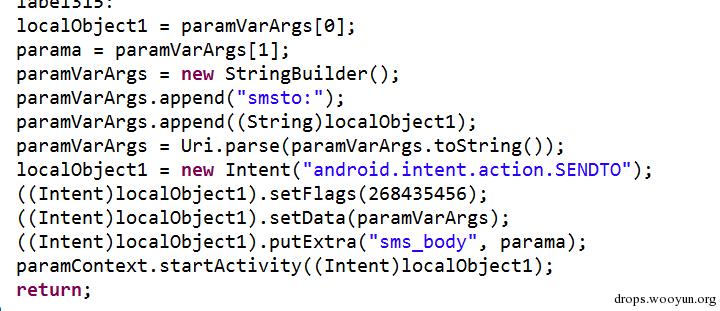 label315:
localObject1 = paramVarArgs[0];
parama = paramVarArgs[1];
paramVarArgs = new StringBuilder();
paramVarArgs.append("smsto:");
paramVarArgs.append((String)localObject1);
paramVarArgs = Uri.parse(paramVarArgs.toString());
localObject1 = new Intent("android.intent.action.SENDTO");
((Intent)localObject1).setFlags(268435456);
((Intent)localObject1).setData(paramVarArgs);
((Intent)localObject1).putExtra("sms_body", parama);
paramContext.startActivity((Intent)localObject1);
return;
drops.wooyun.org